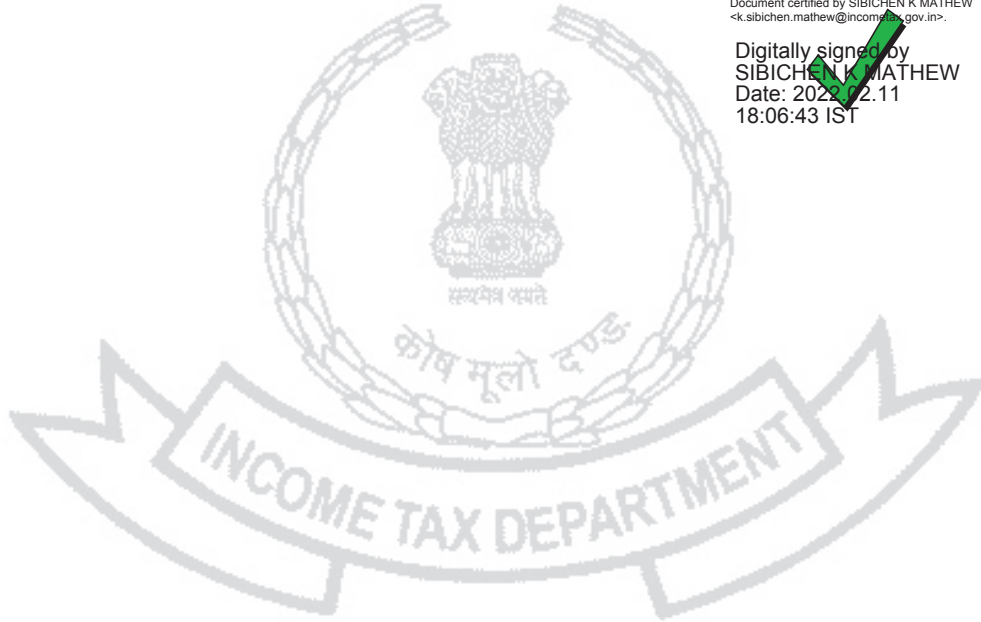 Document certified by SIBICHEN K MATHEW
<k.sibichen.mathew@incometax.gov.in>.
Digitally signed by
SIBICHEN K MATHEW
Date: 2022.02.11
18:06:43 IST
सत्यमेव जयते
कोष मूलो दण्ड
INCOME TAX DEPARTMENT